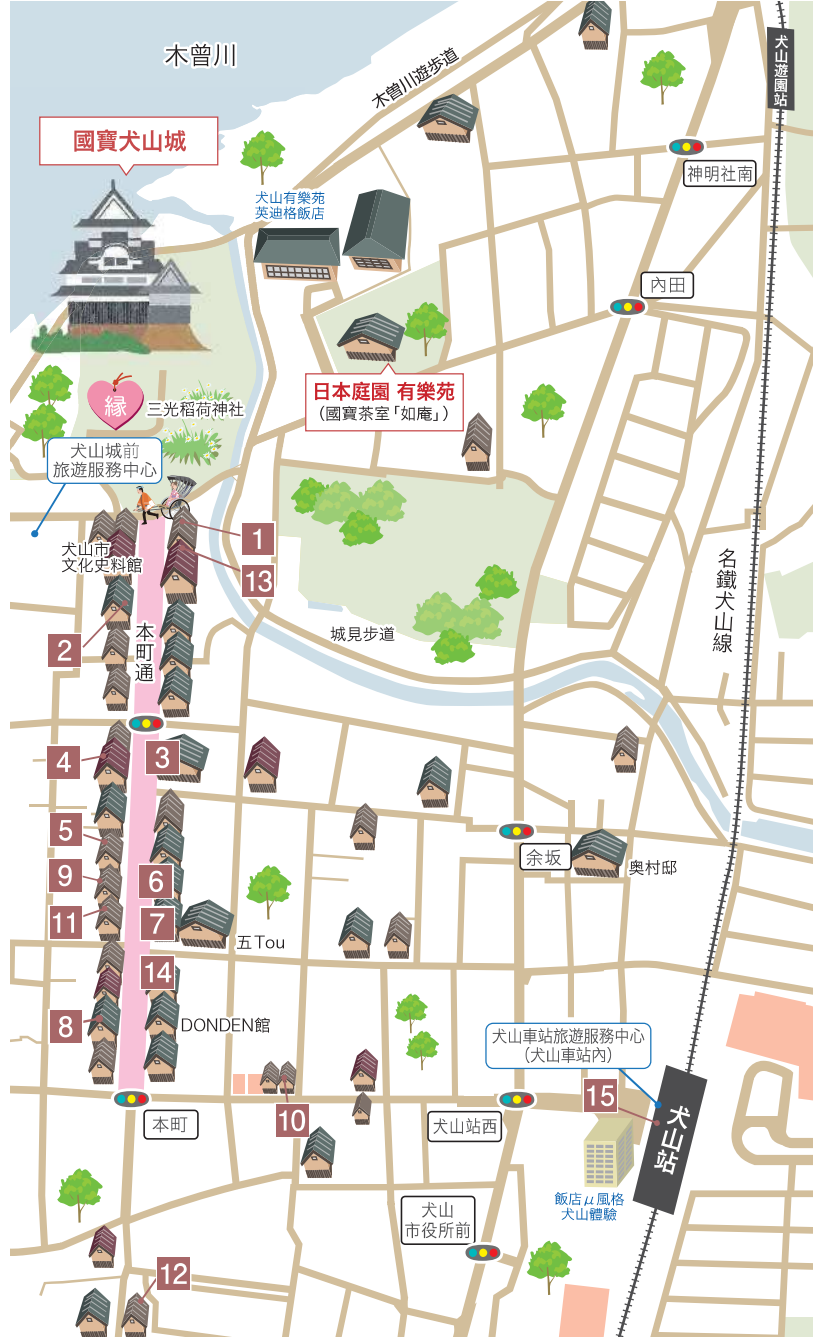 木曾川
木曾川遊步道
犬山遊園站
國寶犬山城
神明社南
犬山有樂苑
英迪格飯店
內田
日本庭園 有樂苑
(國寶茶室「如庵」)
縁
三光稻荷神社
犬山城前
旅遊服務中心
1
犬山市
文化史料館
13
名鐵犬山線
城見步道
本町通
2
3
4
5
余坂
奧村邸
9
6
11
7
五Tou
14
8
DONDEN館
犬山車站旅遊服務中心
(犬山車站內)
15
10
本町
犬山站西
犬山站
飯店μ風格
犬山體驗
犬山
市役所前
12